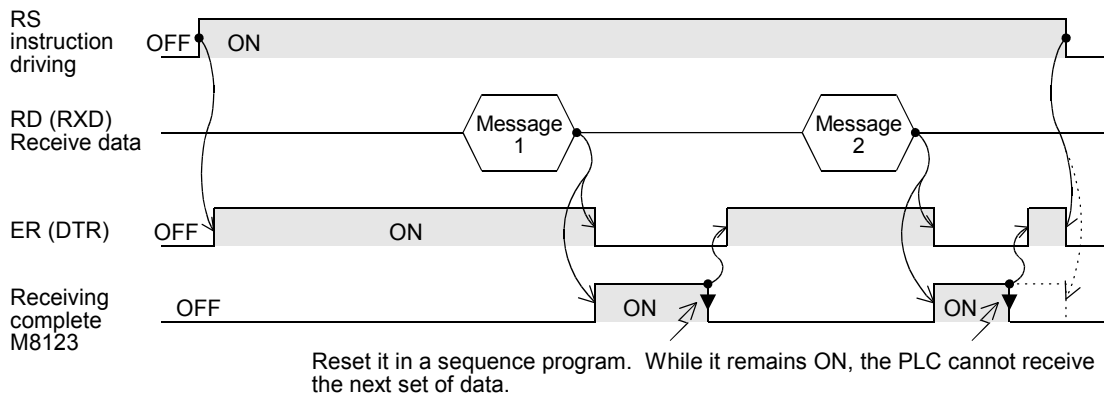 RS
instruction
driving
OFF
ON
RD (RXD)
Receive data
Message
1
Message
2
ER (DTR)
OFF
ON
Receiving
complete
M8123
OFF
ON
ON
Reset it in a sequence program. While it remains ON, the PLC cannot receive
the next set of data.